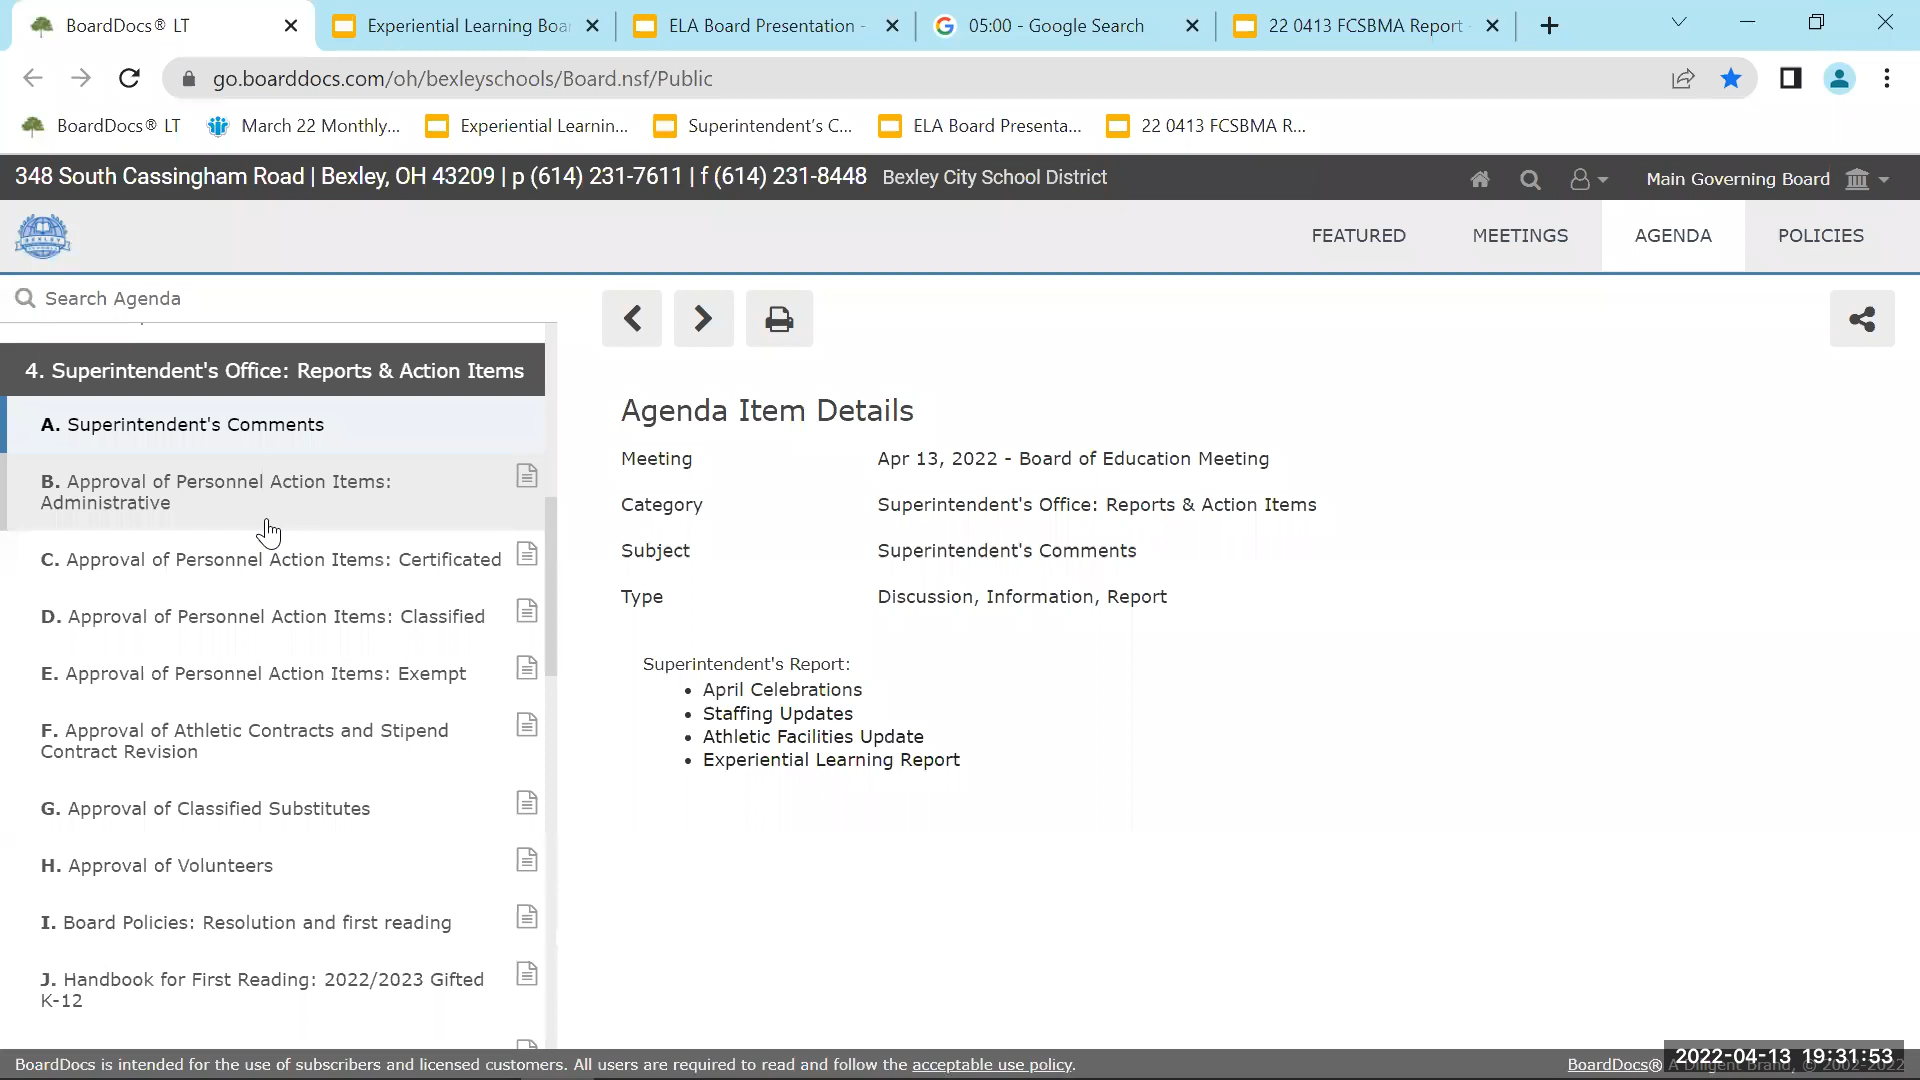 BoardDocs® LT
Experiential Learning Boar
ELA Board Presentation -
05:00 - Google Search
22 0413 FCSBMA Report -
go.boarddocs.com/oh/bexleyschools/Board.nsf/Public
BoardDocs® LT
March 22 Monthly...
Experiential Learnin...
Superintendent's C...
ELA Board Presenta...
22 0413 FCSBMA R...
348 South Cassingham Road | Bexley, OH 43209 | p (614) 231-7611 | f (614) 231-8448 Bexley City School District
Main Governing Board
BEXLEY
FEATURED
MEETINGS
AGENDA
POLICIES
Search Agenda
4. Superintendent's Office: Reports & Action Items
A. Superintendent's Comments
B. Approval of Personnel Action Items:
Administrative
C. Approval of Personnel Action Items: Certificated
D. Approval of Personnel Action Items: Classified
E. Approval of Personnel Action Items: Exempt
F. Approval of Athletic Contracts and Stipend
Contract Revision
G. Approval of Classified Substitutes
H. Approval of Volunteers
I. Board Policies: Resolution and first reading
J. Handbook for First Reading: 2022/2023 Gifted
K-12
Agenda Item Details
Meeting Apr 13, 2022 - Board of Education Meeting
Category Superintendent's Office: Reports & Action Items
Subject Superintendent's Comments
Type Discussion, Information, Report
Superintendent's Report:
• April Celebrations
• Staffing Updates
• Athletic Facilities Update
• Experiential Learning Report
BoardDocs is intended for the use of subscribers and licensed customers. All users are required to read and follow the acceptable use policy.
BoardDocs® A Diligent Brand, © 2002-2022
2022-04-13 19:31:53